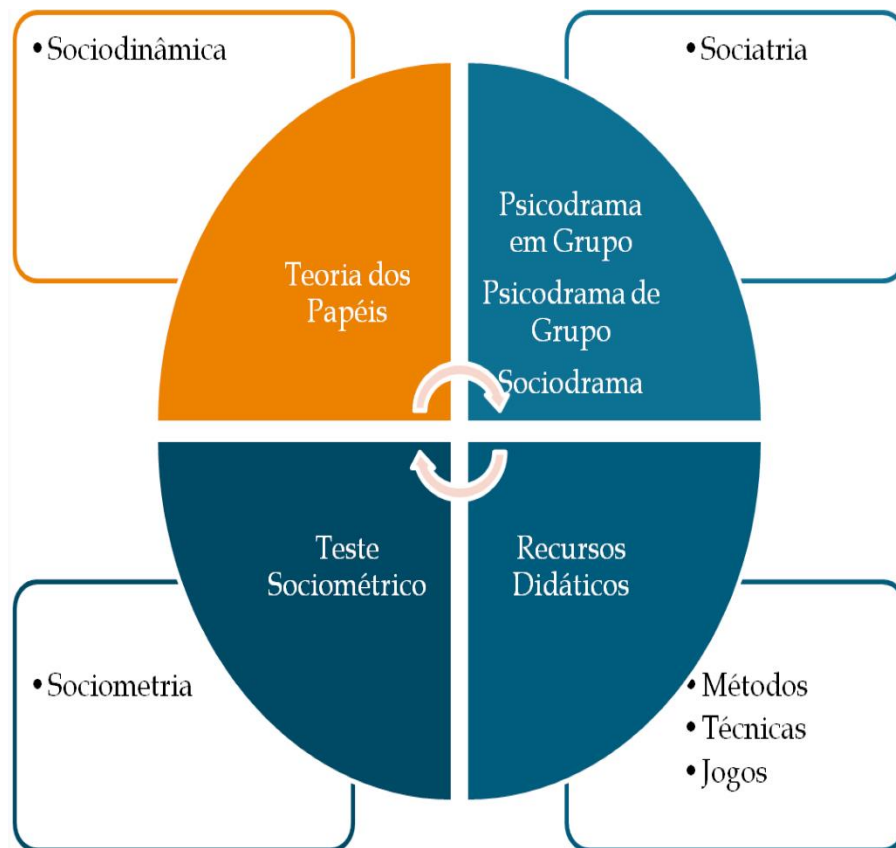 •Sociodinâmica
•Sociatria
Teoria dos
Papéis
Psicodrama
em Grupo
Psicodrama de
Grupo
Sociodrama
Teste
Sociométrico
Recursos
Didáticos
•Sociometria
•Métodos
•Técnicas
•Jogos